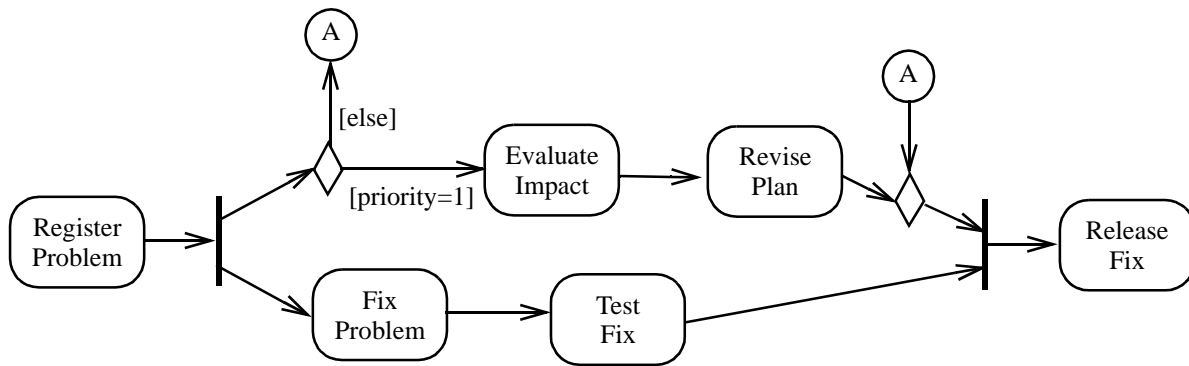 A
A
[else]
Evaluate
Impact
Revise
Plan
[priority=1]
Register
Problem
Release
Fix
Fix
Problem
Test
Fix